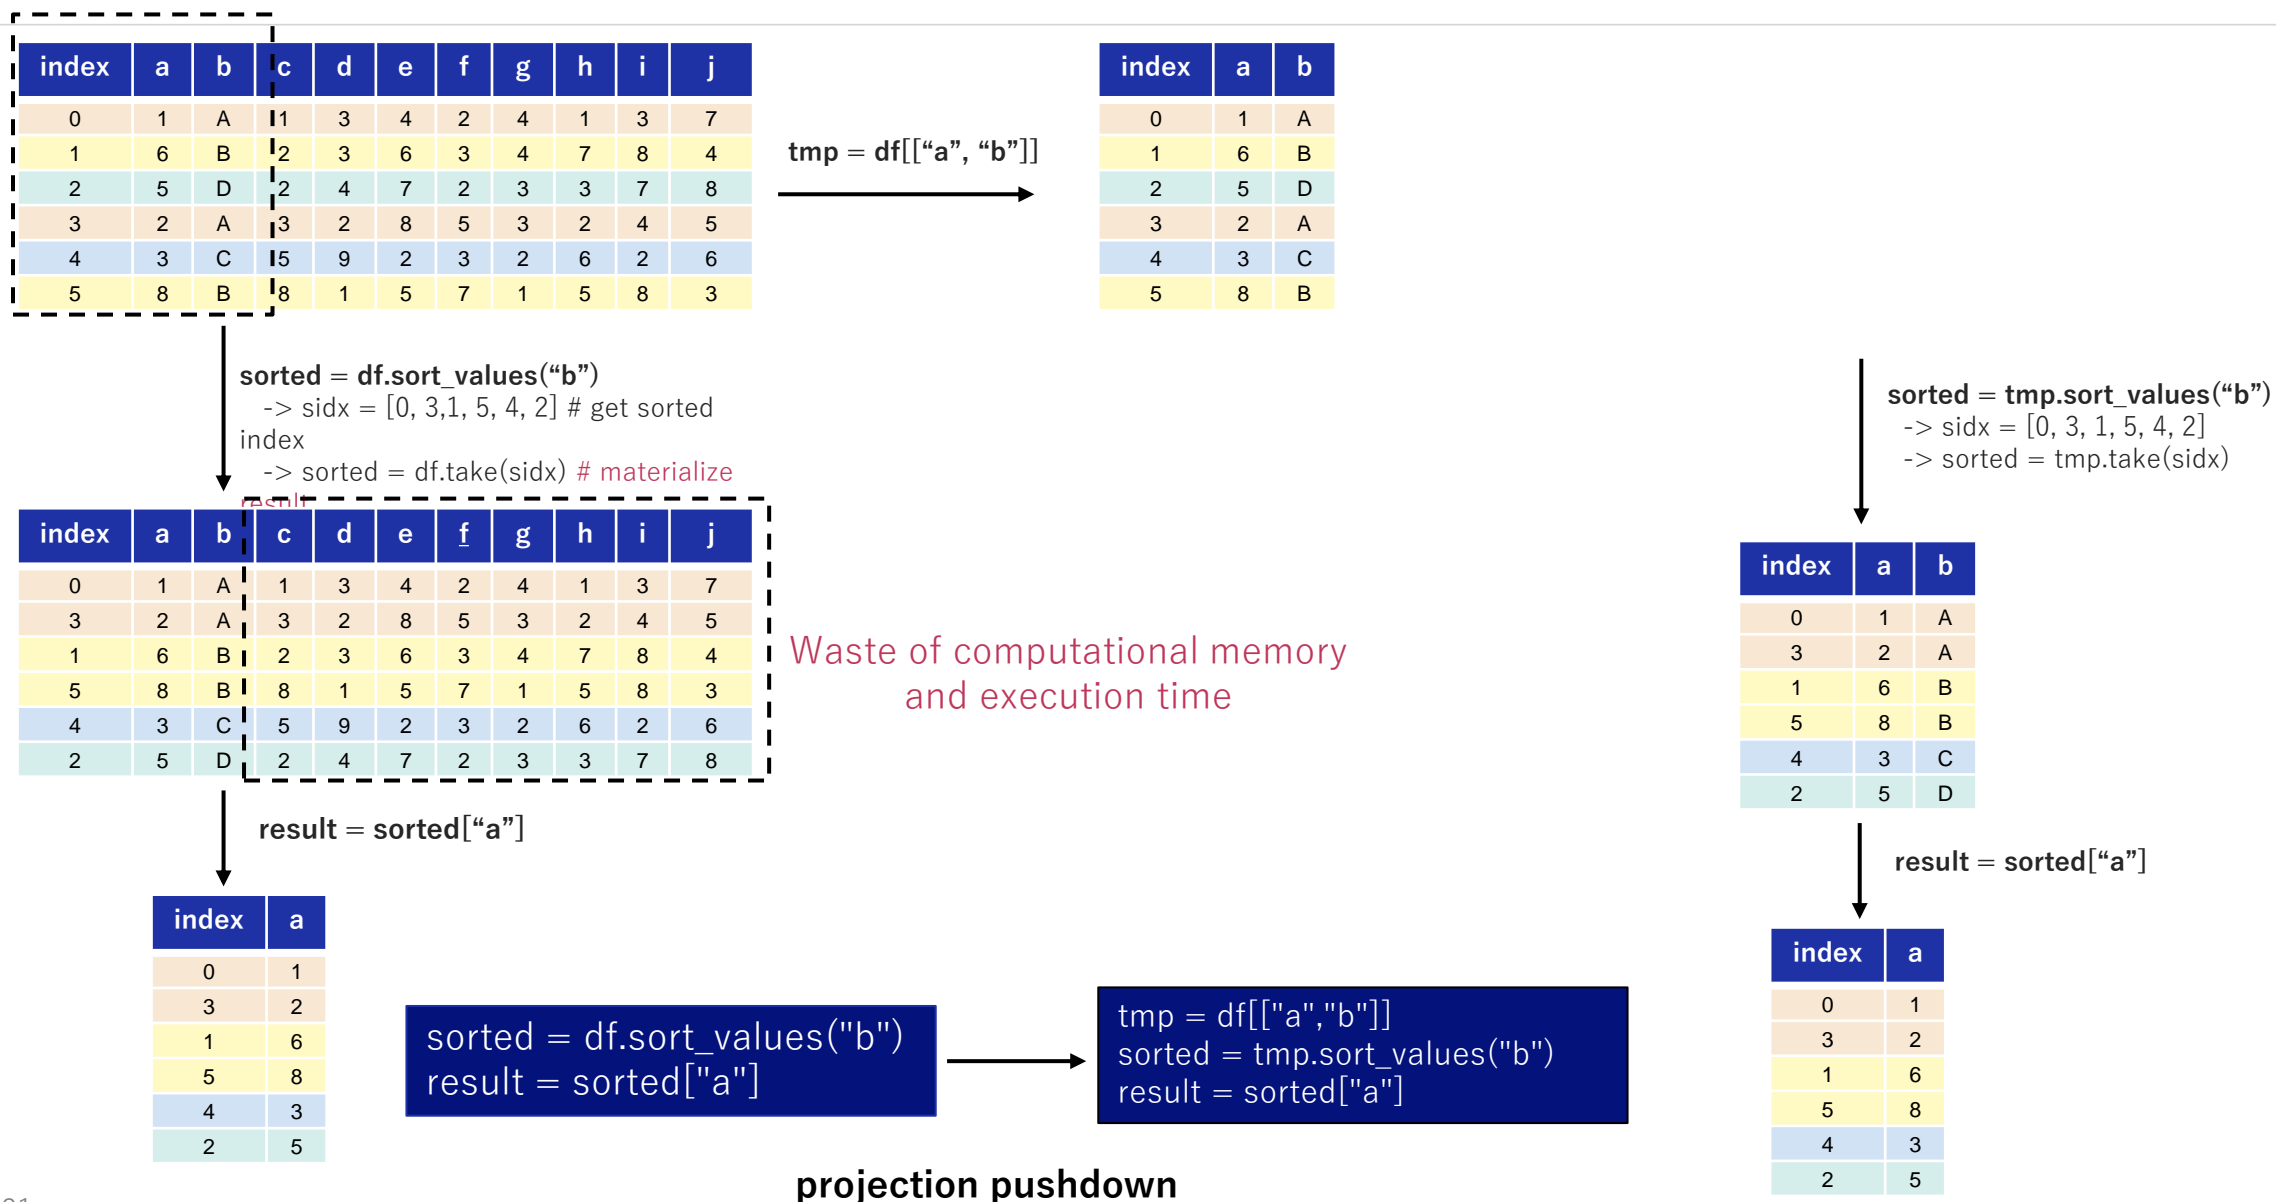 index a b c d e f g h i j
0 1 A 1 3 4 2 4 1 3 7
1 6 B 2 3 6 3 4 7 8 4
2 5 D 2 4 7 2 3 3 7 8
3 2 A 3 2 8 5 3 2 4 5
4 3 C 5 9 2 3 2 6 2 6
5 8 B 8 1 5 7 1 5 8 3
tmp = df[[“a”, “b”]]
index a b
0 1 A
1 6 B
2 5 D
3 2 A
4 3 C
5 8 B
sorted = df.sort_values(“b”)
-> sidx = [0, 3,1, 5, 4, 2] # get sorted
index
-> sorted = df.take(sidx) # materialize
result
index a b c d e f g h i j
0 1 A 1 3 4 2 4 1 3 7
3 2 A 3 2 8 5 3 2 4 5
1 6 B 2 3 6 3 4 7 8 4
5 8 B 8 1 5 7 1 5 8 3
4 3 C 5 9 2 3 2 6 2 6
2 5 D 2 4 7 2 3 3 7 8
Waste of computational memory
and execution time
result = sorted[“a”]
index a
0 1
3 2
1 6
5 8
4 3
2 5
sorted = tmp.sort_values(“b”)
-> sidx = [0, 3, 1, 5, 4, 2]
-> sorted = tmp.take(sidx)
index a b
0 1 A
3 2 A
1 6 B
5 8 B
4 3 C
2 5 D
result = sorted[“a”]
index a
0 1
3 2
1 6
5 8
4 3
2 5
sorted = df.sort_values("b")
result = sorted["a"]
tmp = df[["a","b"]]
sorted = tmp.sort_values("b")
result = sorted["a"]
projection pushdown